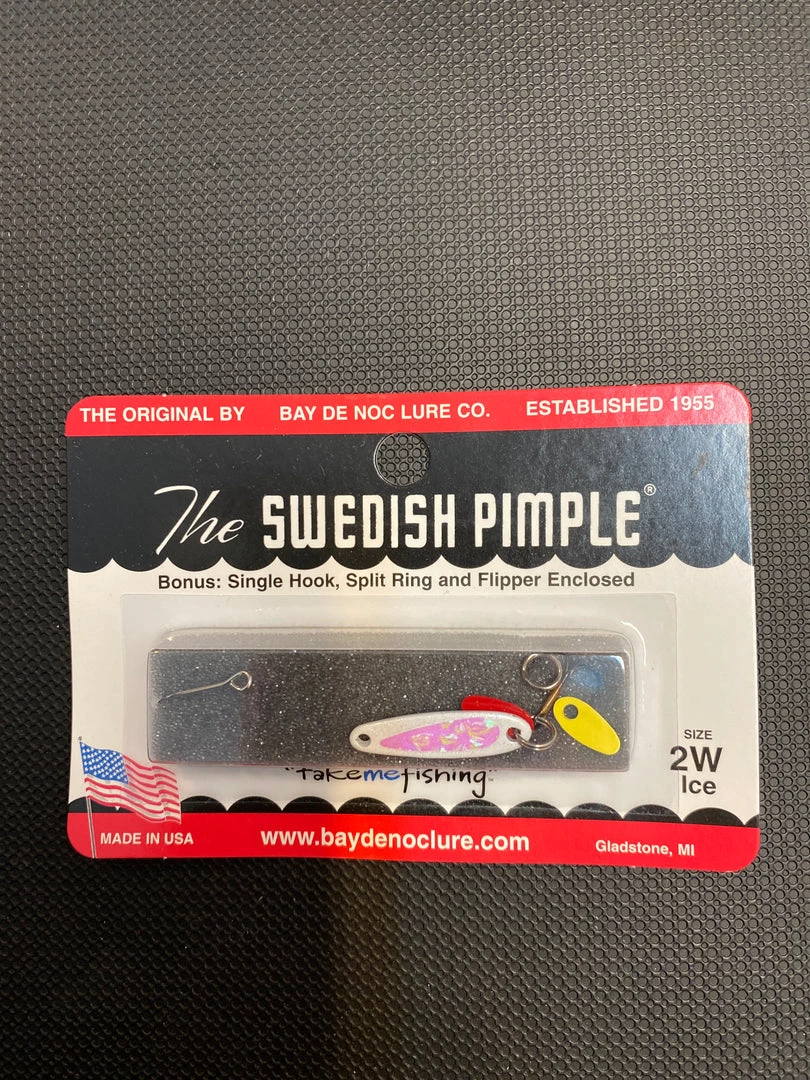 THE ORIGINAL BY BAY DE NOC LURE CO. ESTABLISHED 1955
The SWEDISH PIMPLE®
Bonus: Single Hook, Split Ring and Flipper Enclosed
SIZE
2W
Ice
"takemefishing"™
MADE IN USA www.baydenoclure.com Gladstone, MI